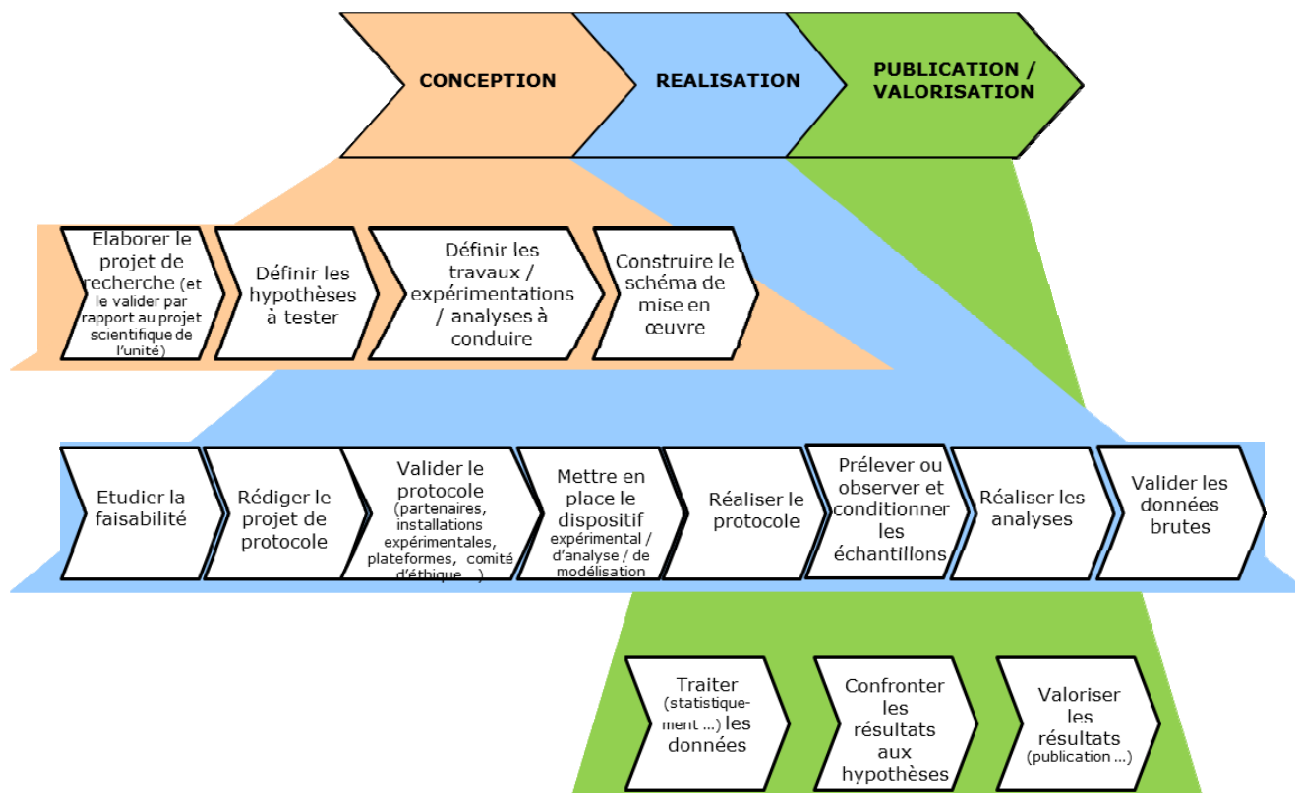 CONCEPTION
REALISATION
PUBLICATION /
VALORISATION
Elaborer le
projet de
recherche (et
le valider par
rapport au projet
scientifique de
l'unité)
Définir les
hypothèses
à tester
Définir les
travaux /
expérimentations
/ analyses à
conduire
Construire le
schéma de
mise en
œuvre
Etudier la
faisabilité
Rédiger le
projet de
protocole
Valider le
protocole
(partenaires,
installations
expérimentales,
plateformes, comité
d'éthique ...)
Mettre en
place le
dispositif
expérimental /
d'analyse / de
modélisation
Réaliser le
protocole
Prélever ou
observer et
conditionner
les
échantillons
Réaliser les
analyses
Valider les
données
brutes
Traiter
(statistique-
ment ...) les
données
Confronter
les
résultats
aux
hypothèses
Valoriser
les
résultats
(publication ...)